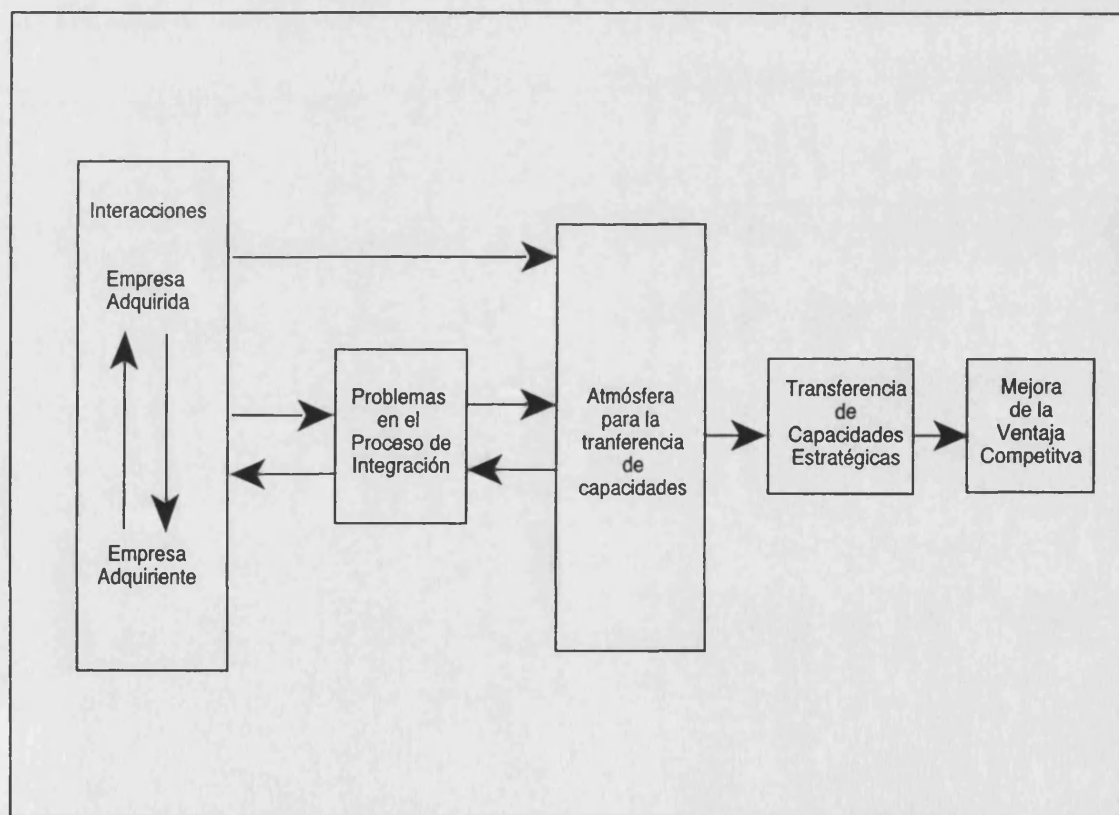 Interacciones
Empresa
Adquirida
Empresa
Adquiriente
Problemas
en el
Proceso de
Integración
Atmósfera
para la
tranferencia
de
capacidades
Transferencia
de
Capacidades
Estratégicas
Mejora
de la
Ventaja
Competitva